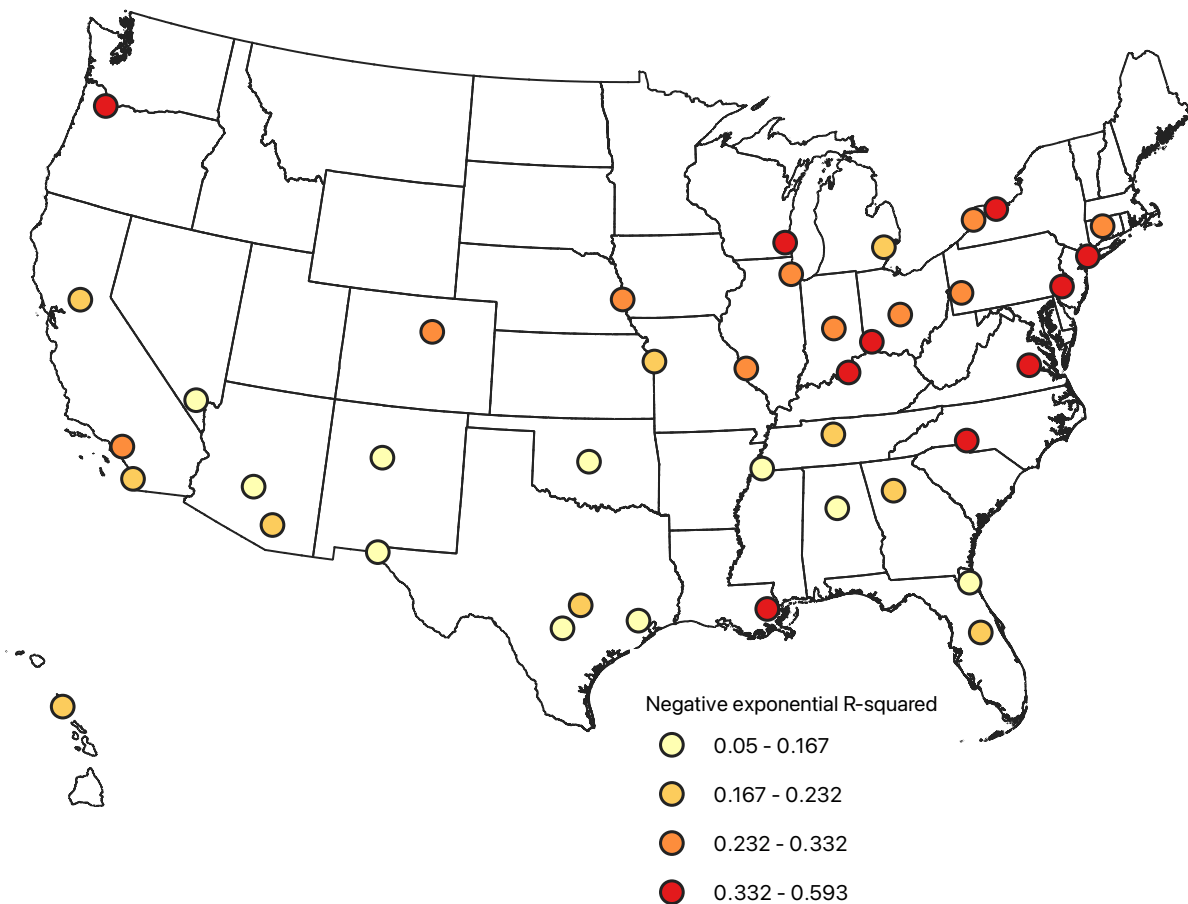 Negative exponential R-squared
0.05 - 0.167
0.167 - 0.232
0.232 - 0.332
0.332 - 0.593